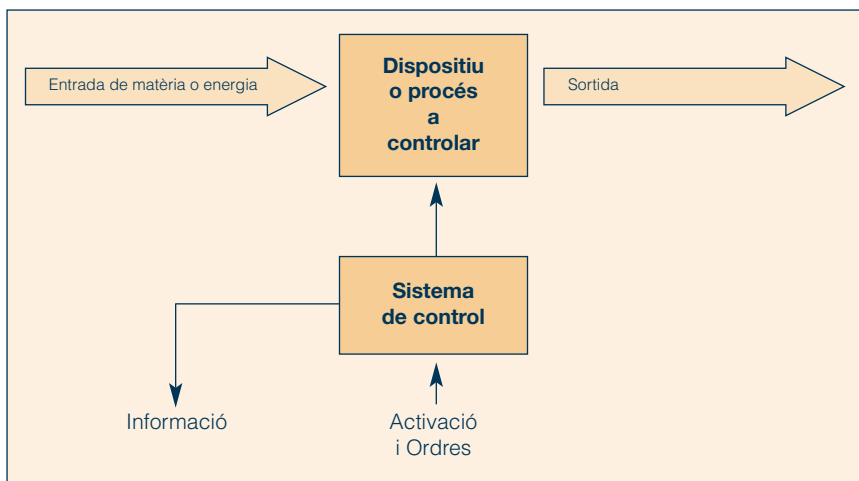 Entrada de matèria o energia
Dispositiu
o procés
a
controlar
Sortida
Sistema
de control
Informació
Activació
i Ordres